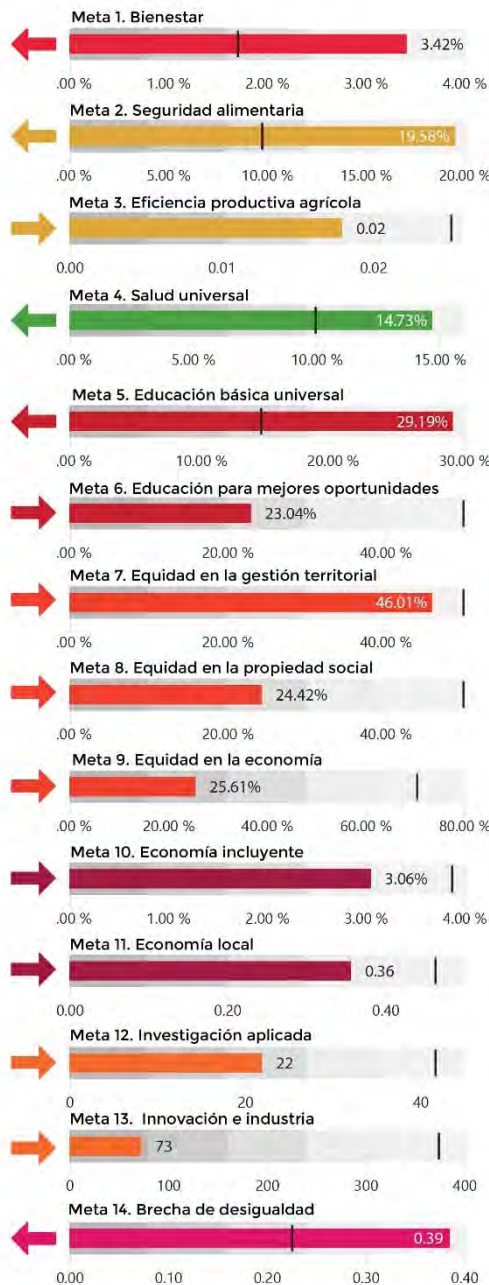 Meta 1. Bienestar
3.42%
.00 % 1.00 % 2.00 % 3.00 % 4.00 %
Meta 2. Seguridad alimentaria
19.58%
.00 % 5.00 % 10.00 % 15.00 % 20.00 %
Meta 3. Eficiencia productiva agrícola
0.02
0.00 0.01 0.02
Meta 4. Salud universal
14.73%
.00 % 5.00 % 10.00 % 15.00 %
Meta 5. Educación básica universal
29.19%
.00 % 10.00 % 20.00 % 30.00 %
Meta 6. Educación para mejores oportunidades
23.04%
.00 % 20.00 % 40.00 %
Meta 7. Equidad en la gestión territorial
46.01%
.00 % 20.00 % 40.00 %
Meta 8. Equidad en la propiedad social
24.42%
.00 % 20.00 % 40.00 %
Meta 9. Equidad en la economía
25.61%
.00 % 20.00 % 40.00 % 60.00 % 80.00 %
Meta 10. Economía incluyente
3.06%
.00 % 1.00 % 2.00 % 3.00 % 4.00 %
Meta 11. Economía local
0.36
0.00 0.20 0.40
Meta 12. Investigación aplicada
22
0 20 40
Meta 13. Innovación e industria
73
0 100 200 300 400
Meta 14. Brecha de desigualdad
0.39
0.00 0.10 0.20 0.30 0.40